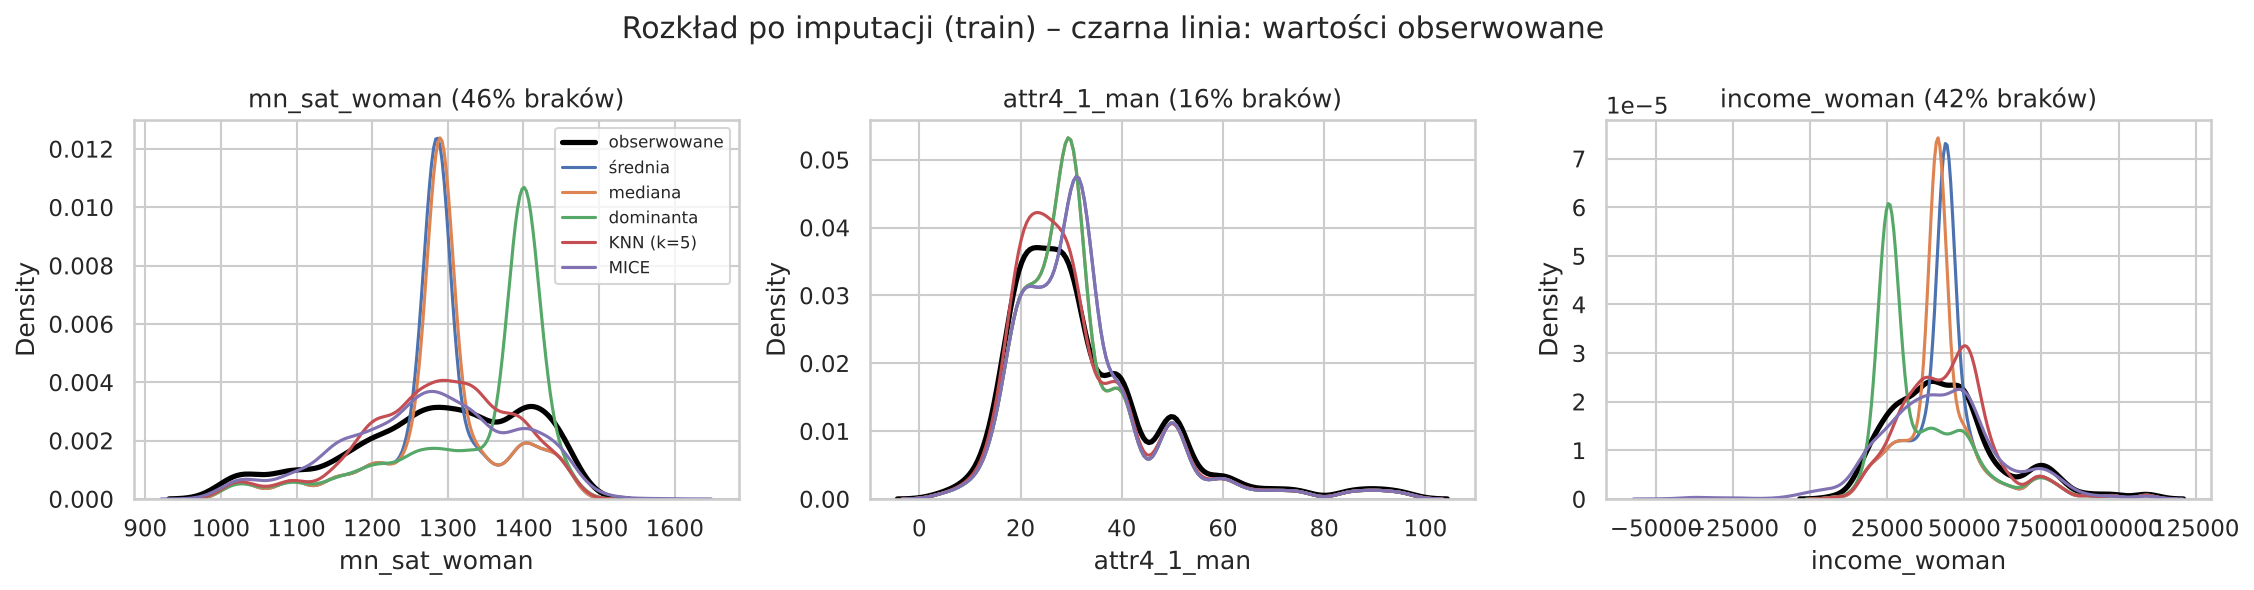 Rozkład po imputacji (train) – czarna linia: wartości obserwowane
mn_sat_woman (46% braków)
0.012
0.010
0.008
0.006
0.004
0.002
0.000
Density
obserwowane
średnia
mediana
dominanta
KNN (k=5)
MICE
900 1000 1100 1200 1300 1400 1500 1600
mn_sat_woman
attr4_1_man (16% braków)
0.05
0.04
0.03
0.02
0.01
0.00
Density
0 20 40 60 80 100
attr4_1_man
1e−5
income_woman (42% braków)
7
6
5
4
3
2
1
0
Density
−50000 −25000 0 25000 50000 75000 100000 125000
income_woman